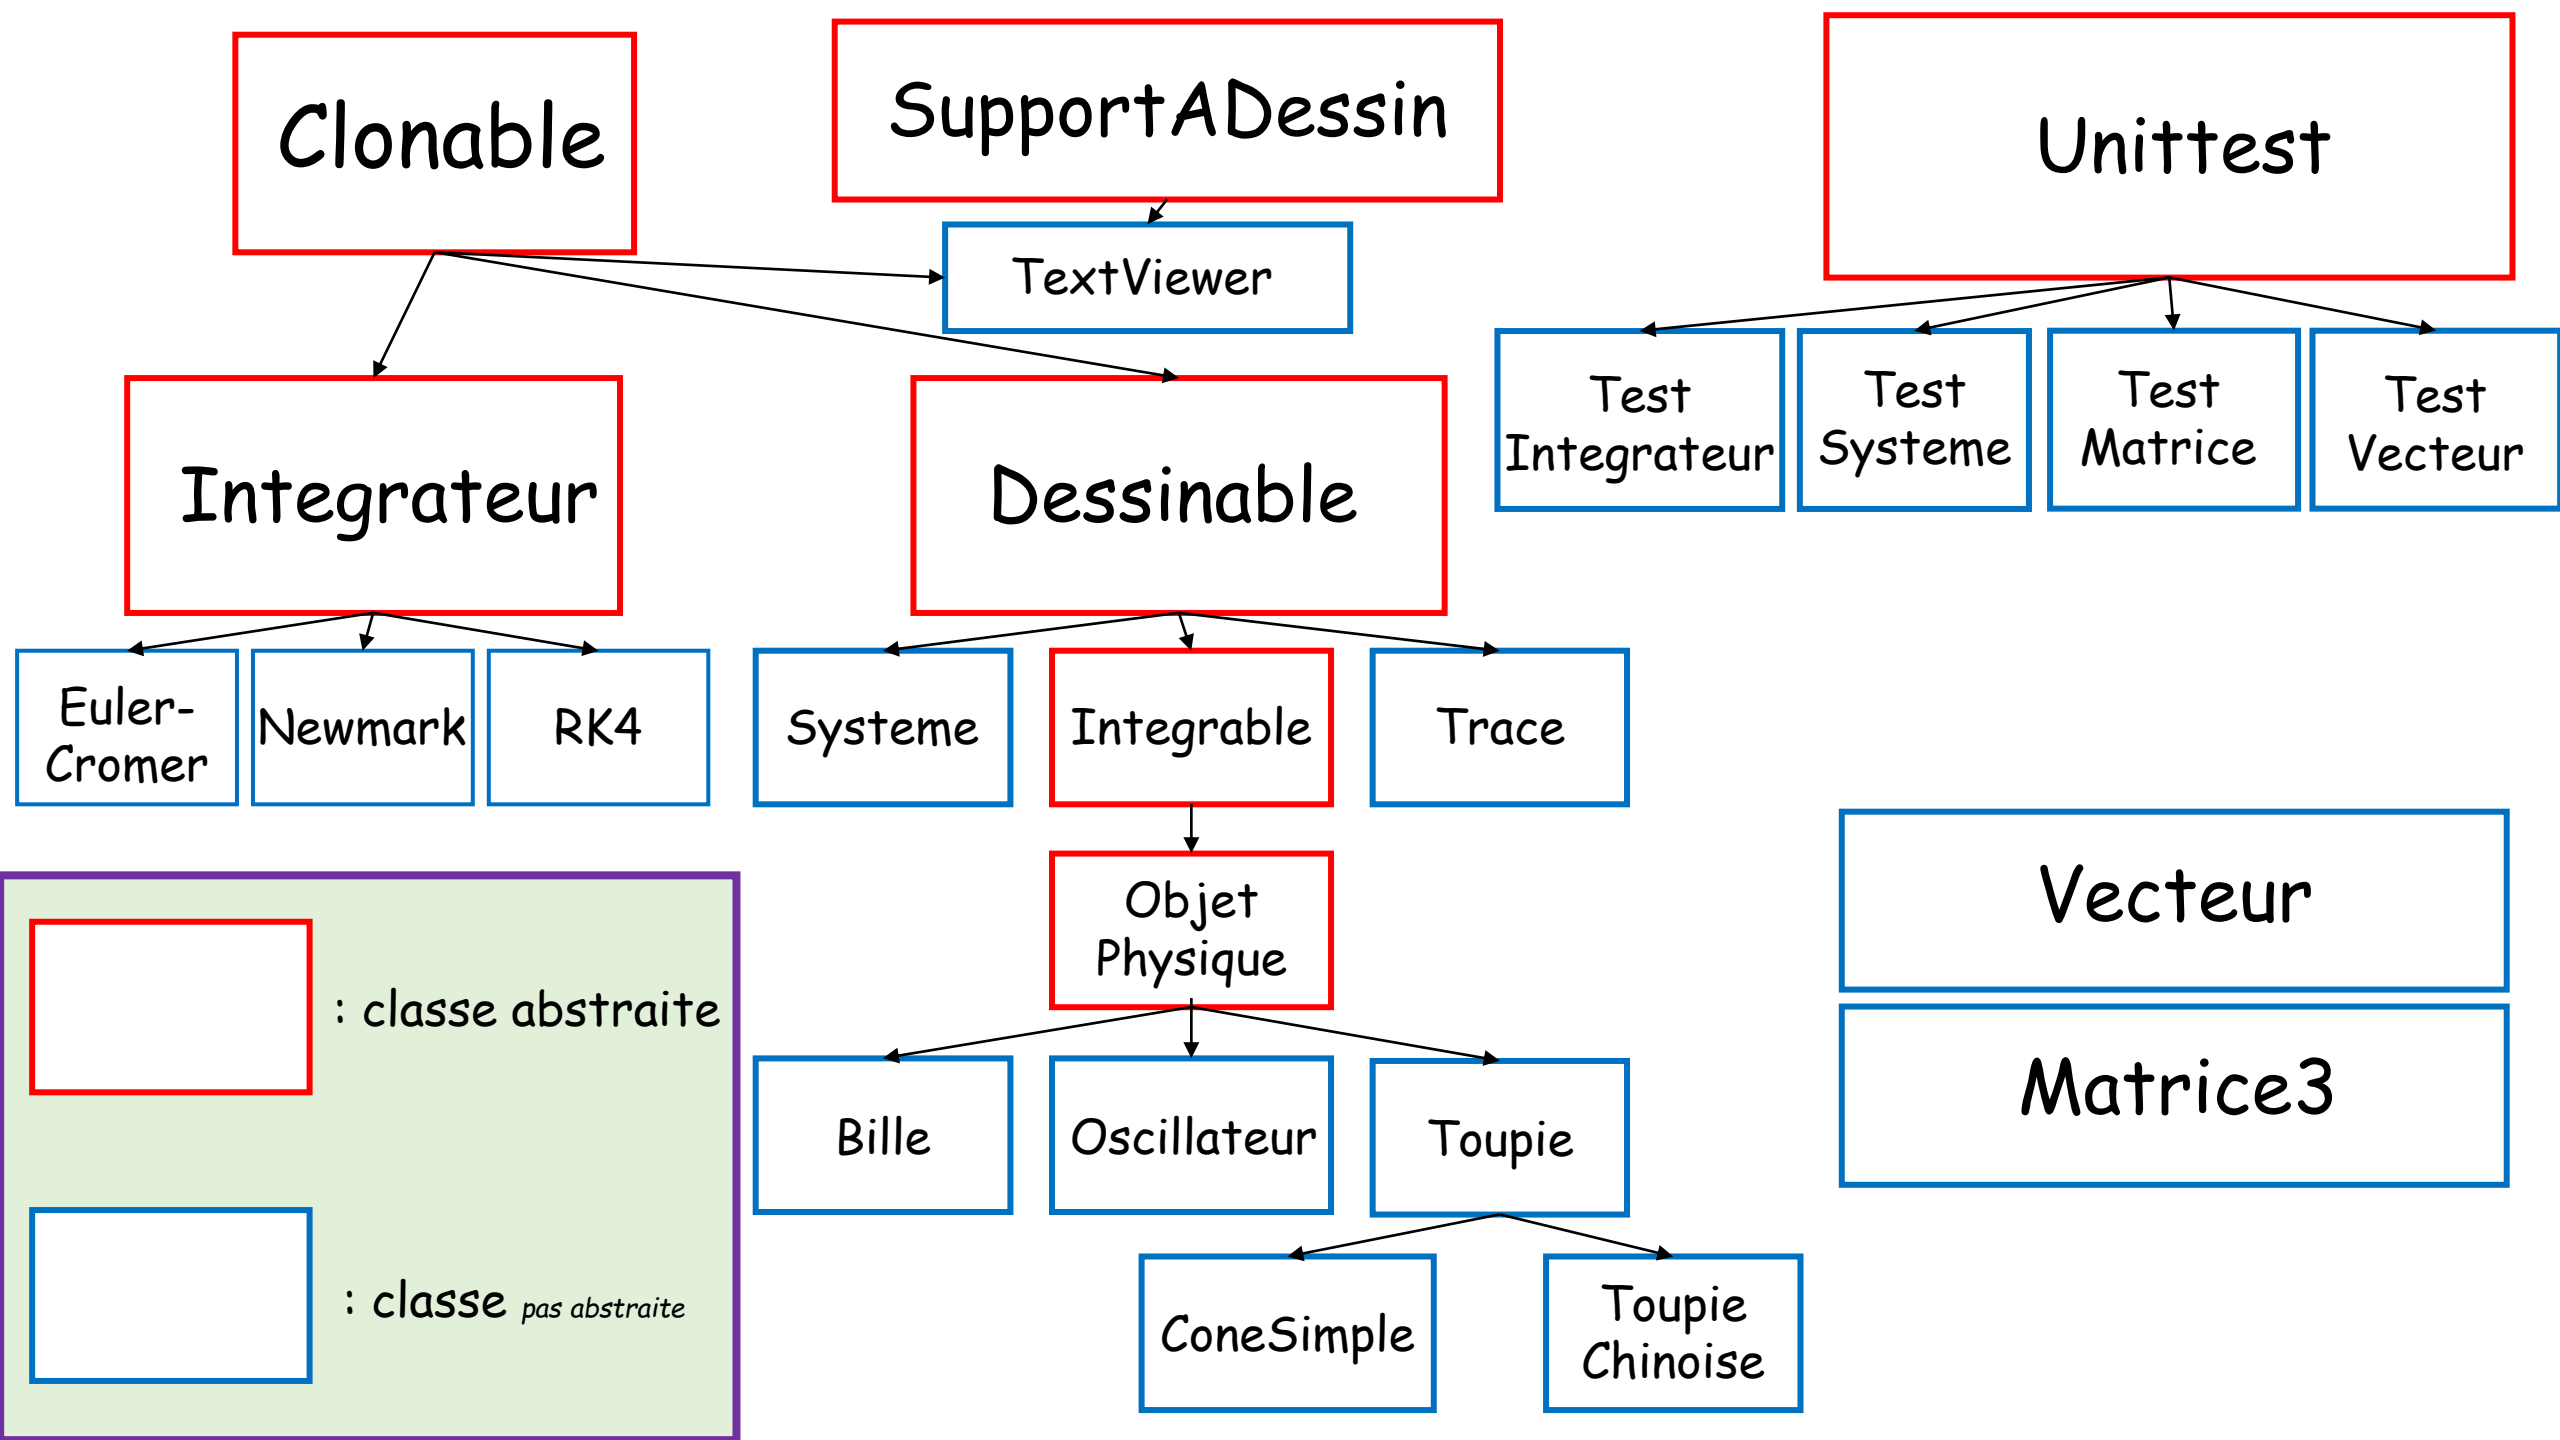 Clonable
SupportADessin
Unittest
TextViewer
Integrateur
Dessinable
Test
Integrateur
Test
Systeme
Test
Matrice
Test
Vecteur
Euler-
Cromer
Newmark
RK4
Systeme
Integrable
Trace
Objet
Physique
Vecteur
Matrice3
: classe abstraite
Bille
Oscillateur
Toupie
: classe pas abstraite
ConeSimple
Toupie
Chinoise